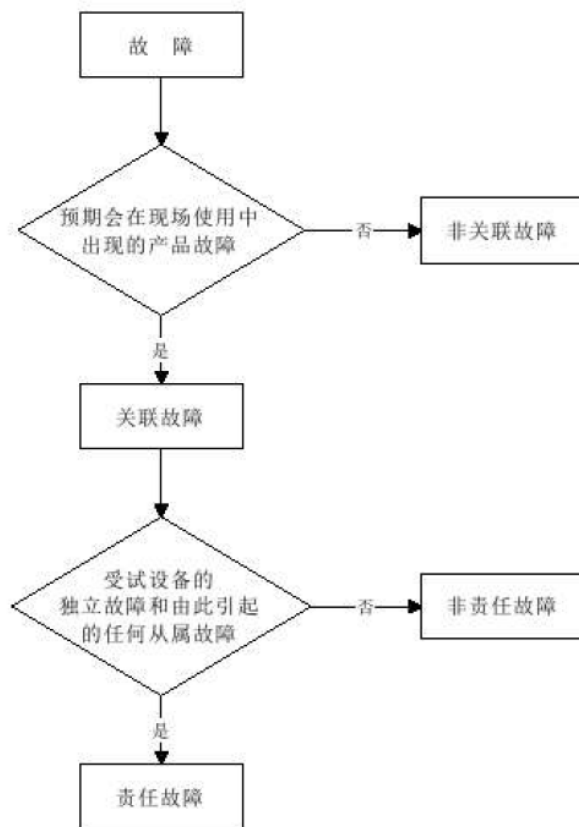 故 障
预期会在现场使用中
出现的产品故障
否
非关联故障
是
关联故障
受试设备的
独立故障和由此引起
的任何从属故障
否
非责任故障
是
责任故障